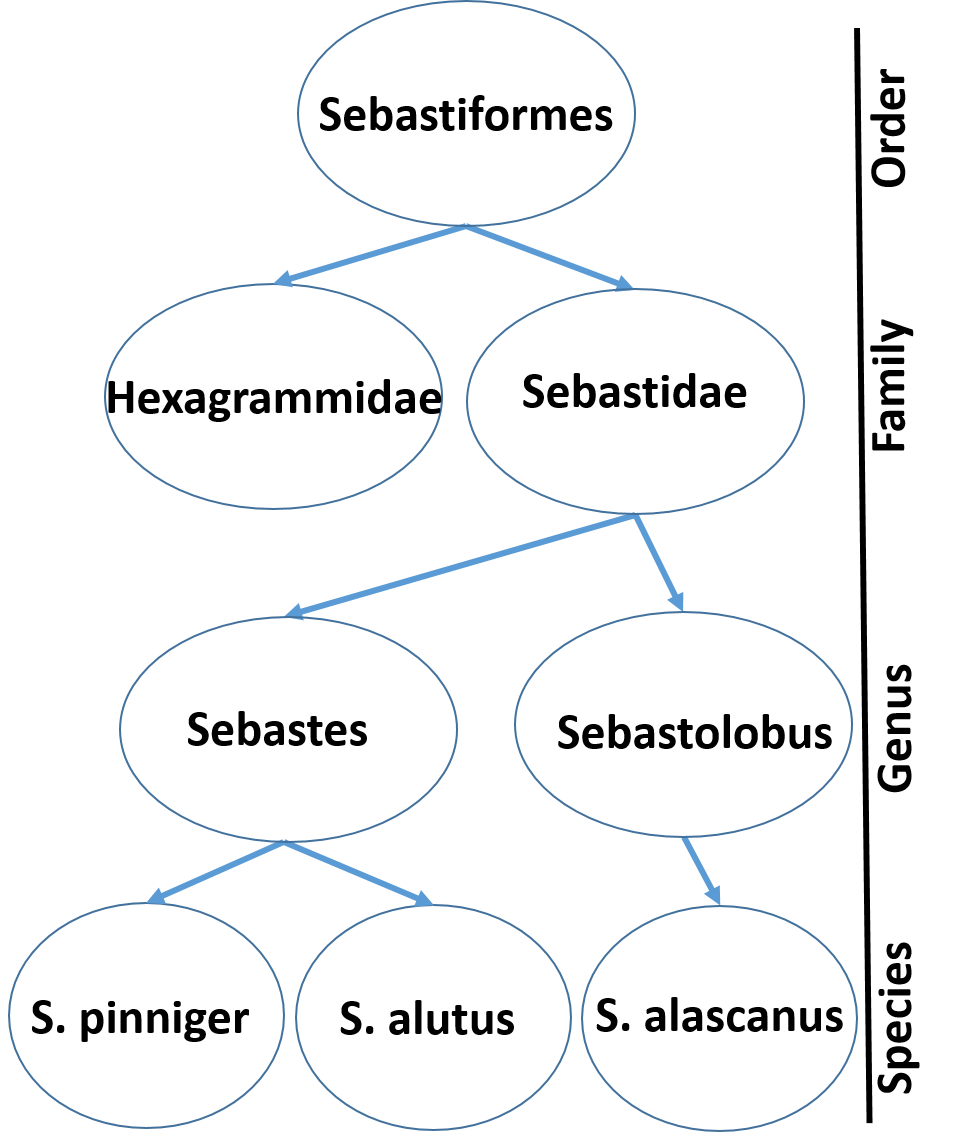 Sebastiformes
Order
Hexagrammidae
Sebastidae
Family
Sebastes
Sebastolobus
Genus
S. pinniger
S. alutus
S. alascanus
Species